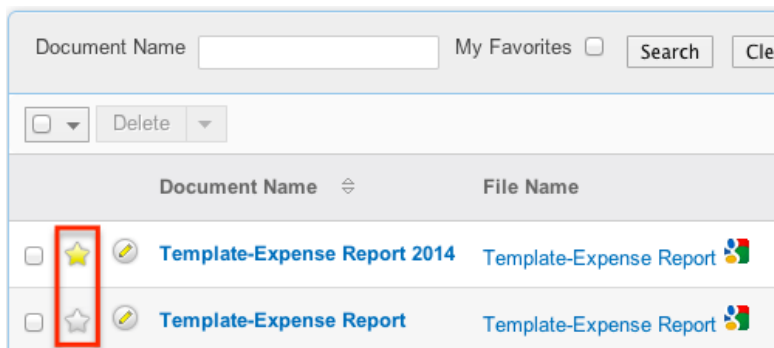 Document Name My Favorites Search Cle
Delete
Document Name File Name
Template-Expense Report 2014 Template-Expense Report
Template-Expense Report Template-Expense Report